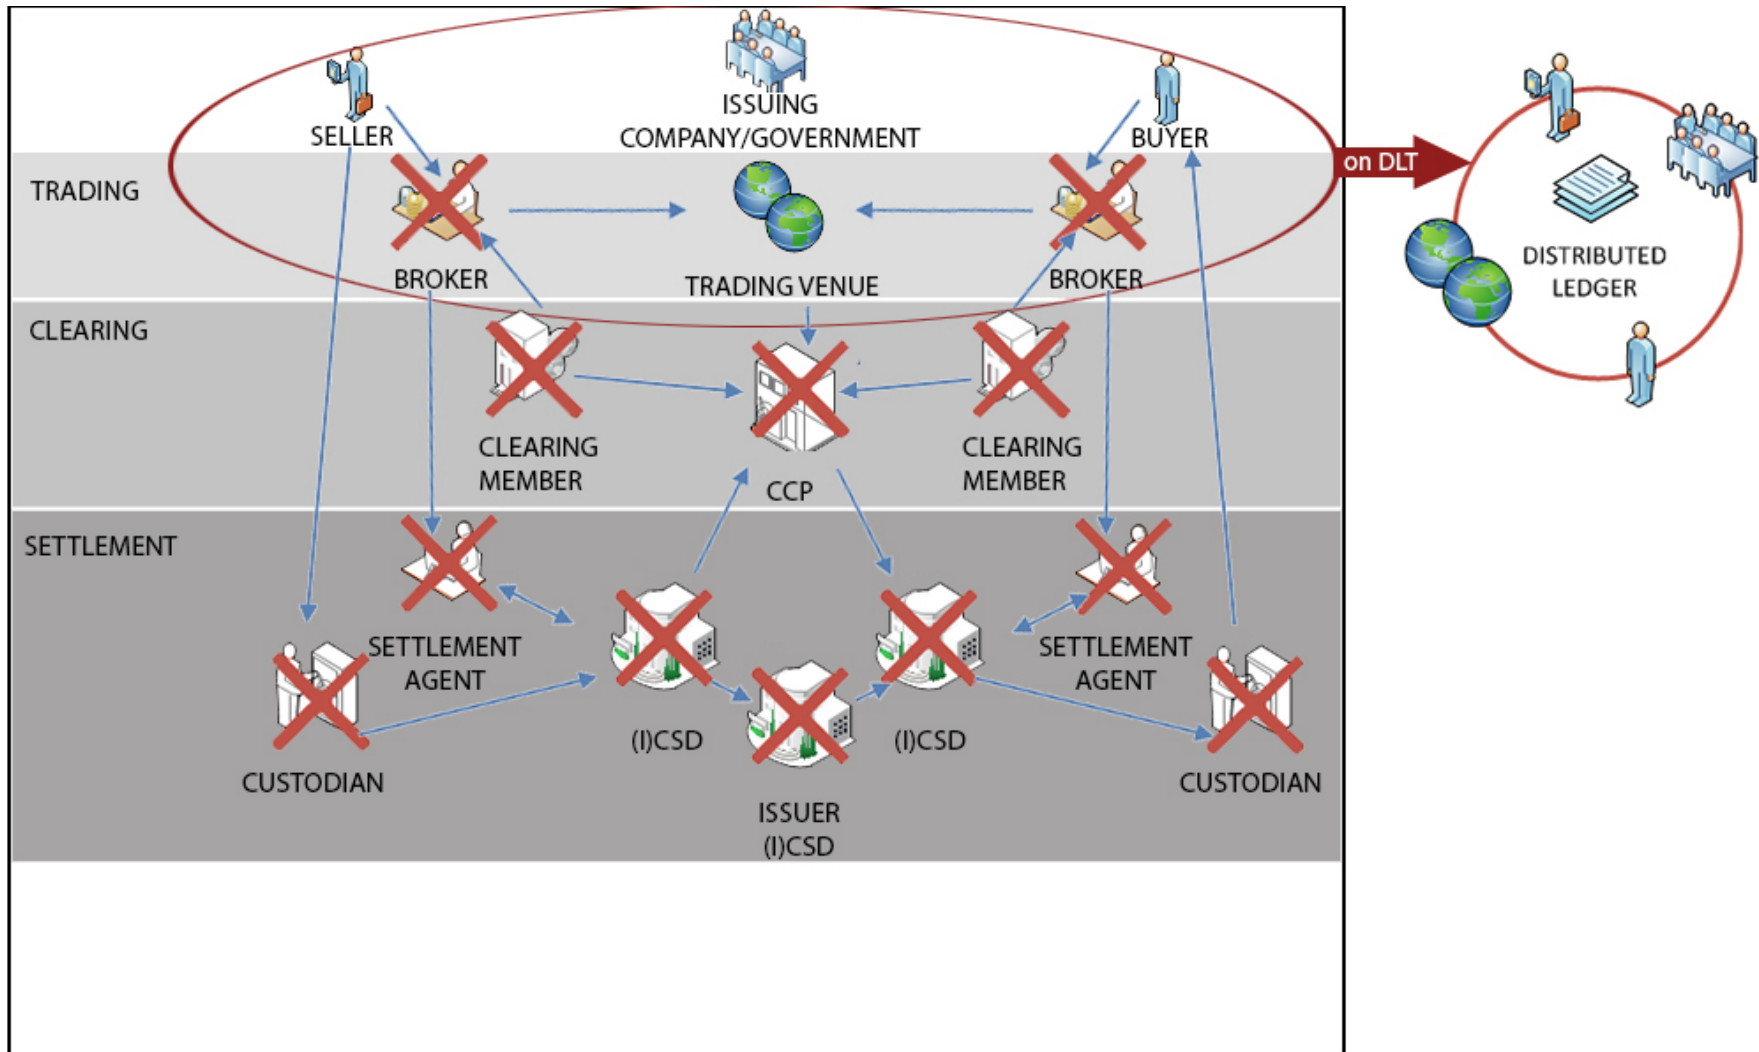 ISSUING
COMPANY/GOVERNMENT
SELLER
BUYER
on DLT
TRADING
BROKER
TRADING VENUE
BROKER
DISTRIBUTED
LEDGER
CLEARING
CLEARING
MEMBER
CCP
CLEARING
MEMBER
SETTLEMENT
SETTLEMENT
AGENT
SETTLEMENT
AGENT
(I)CSD
(I)CSD
CUSTODIAN
CUSTODIAN
ISSUER
(I)CSD